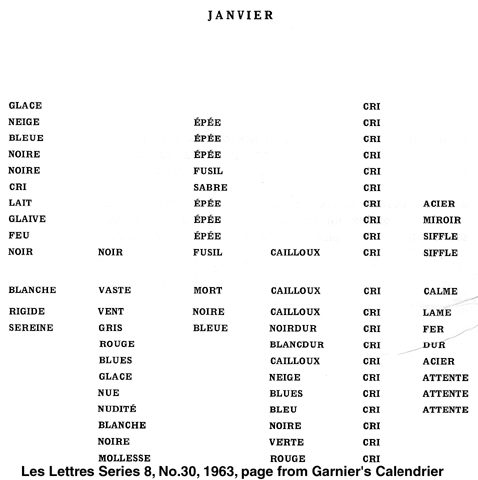 JANVIER
GLACE CRI
NEIGE ÉPÉE CRI
BLEUE ÉPÉE CRI
NOIRE ÉPÉE CRI
NOIRE FUSIL CRI
CRI SABRE CRI
LAIT ÉPÉE CRI ACIER
GLAIVE ÉPÉE CRI MIROIR
FEU ÉPÉE CRI SIFFLE
NOIR NOIR FUSIL CAILLOUX CRI SIFFLE
BLANCHE VASTE MORT CAILLOUX CRI CALME
RIGIDE VENT NOIRE CAILLOUX CRI LAME
SEREINE GRIS BLEUE NOIRDUR CRI FER
ROUGE BLANCDUR CRI DUR
BLUES CAILLOUX CRI ACIER
GLACE NEIGE CRI ATTENTE
NUE BLUES CRI ATTENTE
NUDITÉ BLEU CRI ATTENTE
BLANCHE NOIRE CRI
NOIRE VERTE CRI
MOLLESSE ROUGE CRI
Les Lettres Series 8, No.30, 1963, page from Garnier's Calendrier